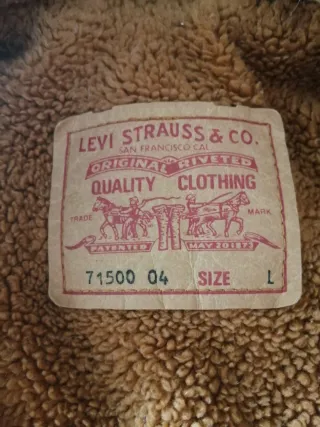 LEVI STRAUSS & CO.
SAN FRANCISCO CAL
ORIGINAL RIVETED
QUALITY CLOTHING
TRADE MARK
PATENTED MAY 20 1873
71500 04 SIZE L